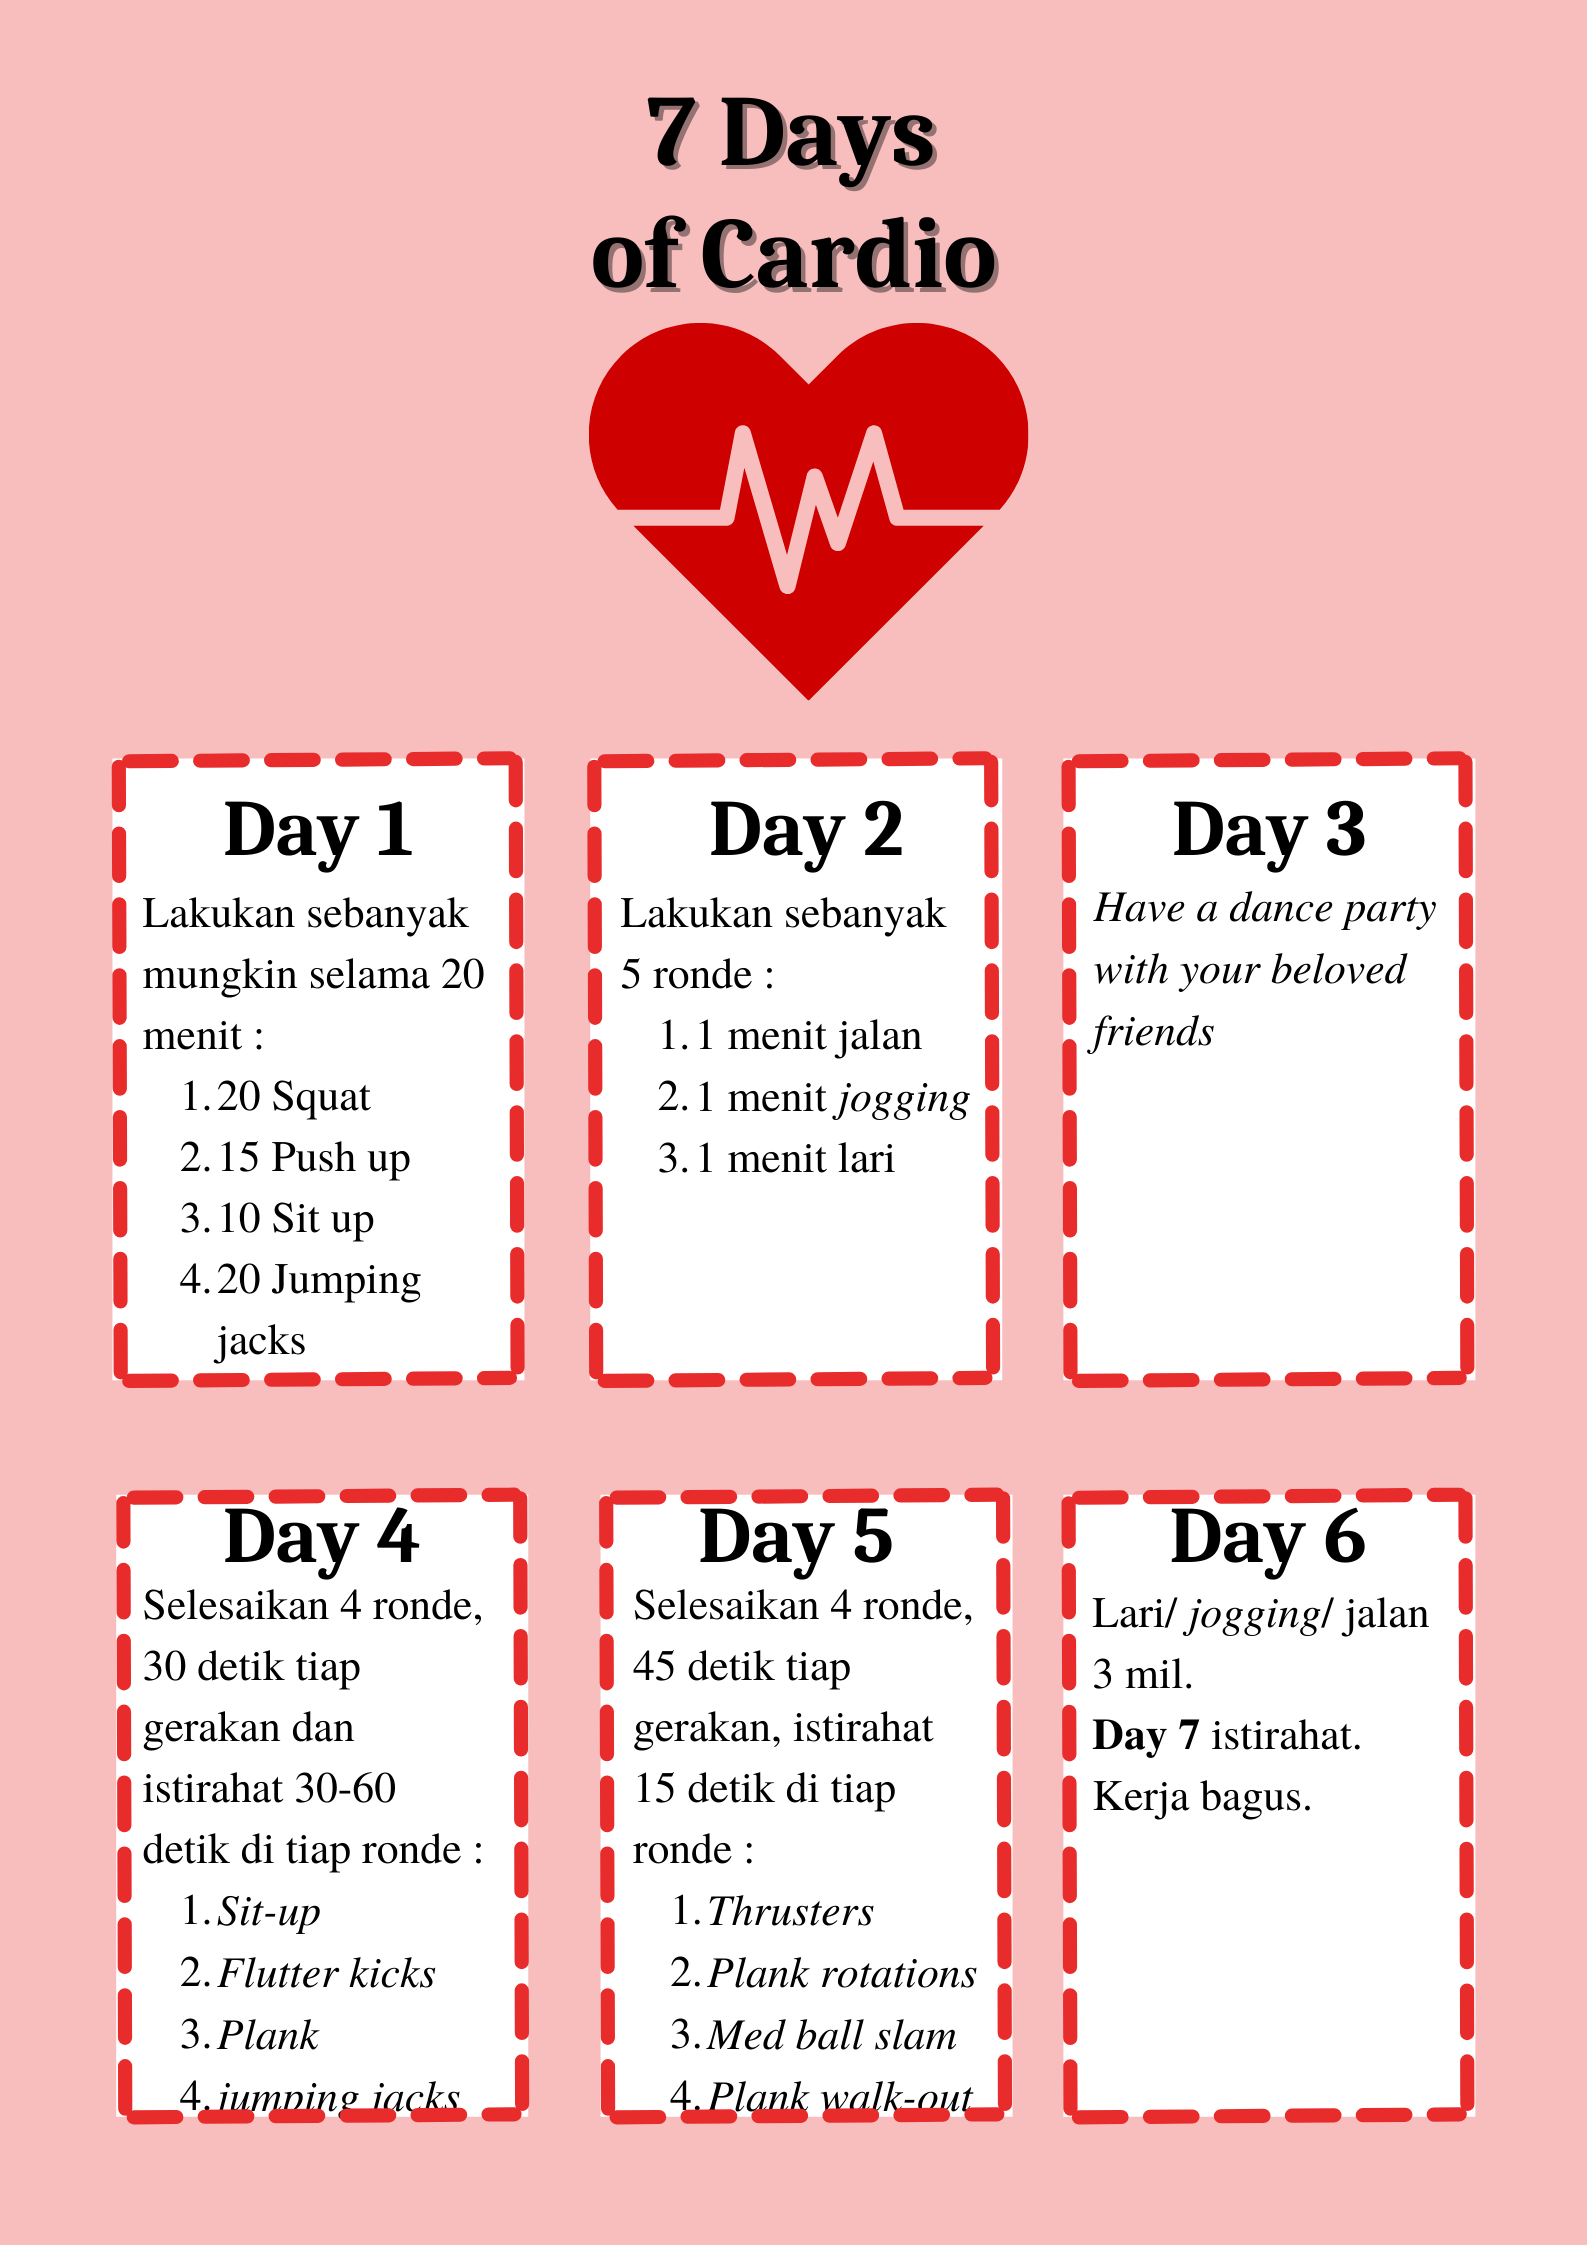 7 Days
of Cardio
Day 1
Lakukan sebanyak
mungkin selama 20
menit :
1. 20 Squat
2. 15 Push up
3. 10 Sit up
4. 20 Jumping
jacks
Day 2
Lakukan sebanyak
5 ronde :
1. 1 menit jalan
2. 1 menit jogging
3. 1 menit lari
Day 3
Have a dance party
with your beloved
friends
Day 4
Selesaikan 4 ronde,
30 detik tiap
gerakan dan
istirahat 30-60
detik di tiap ronde :
1. Sit-up
2. Flutter kicks
3. Plank
4. jumping jacks
Day 5
Selesaikan 4 ronde,
45 detik tiap
gerakan, istirahat
15 detik di tiap
ronde :
1. Thrusters
2. Plank rotations
3. Med ball slam
4. Plank walk-out
Day 6
Lari/ jogging/ jalan
3 mil.
Day 7 istirahat.
Kerja bagus.